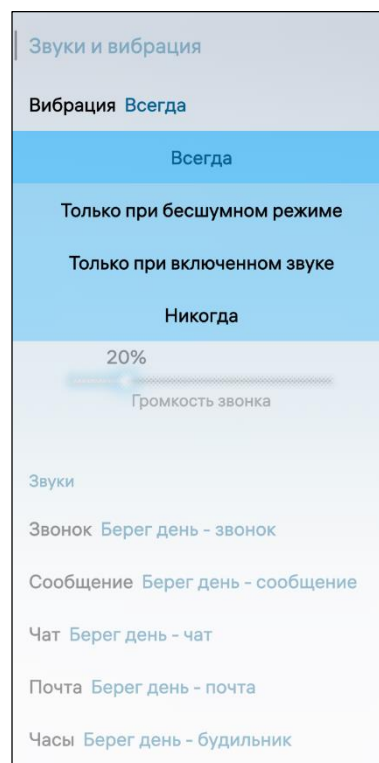 Звуки и вибрация
Вибрация Всегда
Всегда
Только при бесшумном режиме
Только при включенном звуке
Никогда
20%
Громкость звонка
Звуки
Звонок Берег день - звонок
Сообщение Берег день - сообщение
Чат Берег день - чат
Почта Берег день - почта
Часы Берег день - будильник